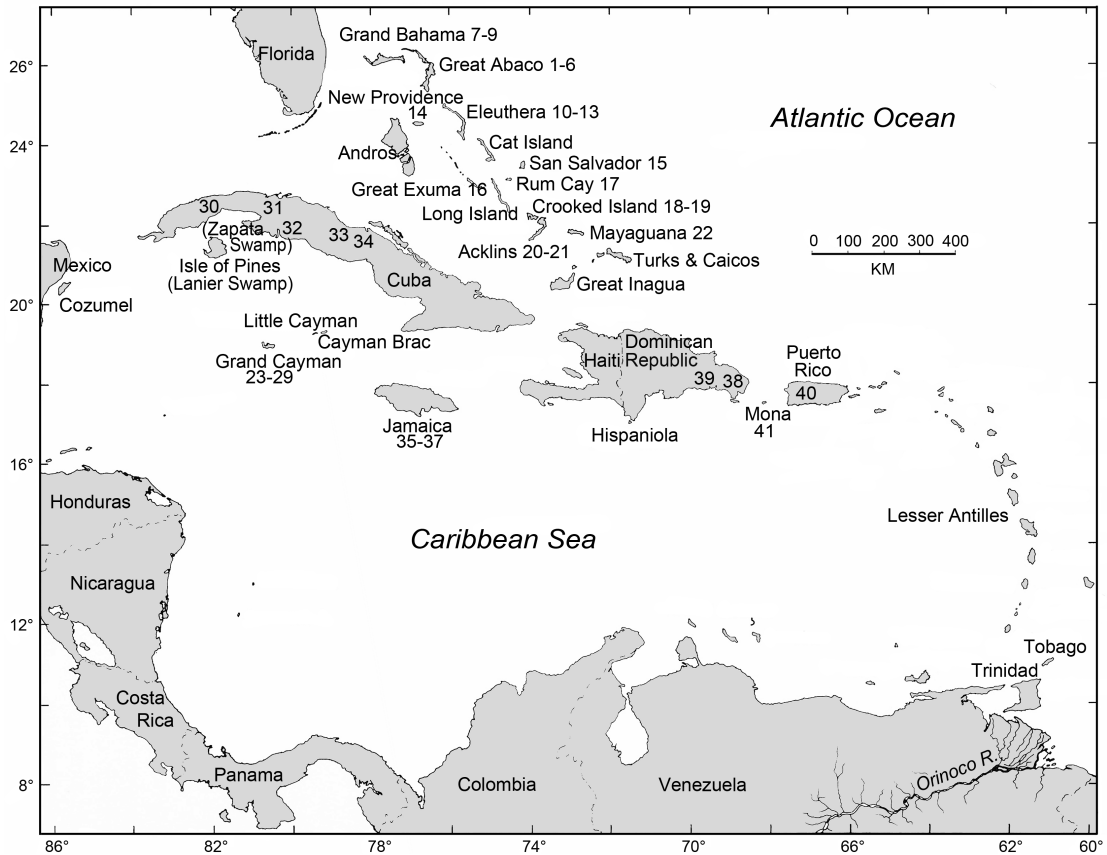 Grand Bahama 7-9
Florida
26°
Great Abaco 1-6
New Providence
14
Eleuthera 10-13
Atlantic Ocean
24°
Cat Island
Andros
San Salvador 15
Rum Cay 17
Great Exuma 16
Long Island
Crooked Island 18-19
30
31
32
33
34
(Zapata
Swamp)
Mayaguana 22
Acklins 20-21
0 100 200 300 400
KM
Mexico
Isle of Pines
(Lanier Swamp)
Turks & Caicos
Cuba
Great Inagua
20°
Cozumel
Little Cayman
Cayman Brac
Grand Cayman
23-29
Dominican
Republic
Haiti
39
38
Puerto
Rico
40
Mona
41
Jamaica
35-37
Hispaniola
16°
Honduras
Lesser Antilles
Caribbean Sea
Nicaragua
12°
Tobago
Trinidad
Costa
Rica
Panama
Colombia
Venezuela
Orinoco R.
8°
86° 82° 78° 74° 70° 66° 62° 60°